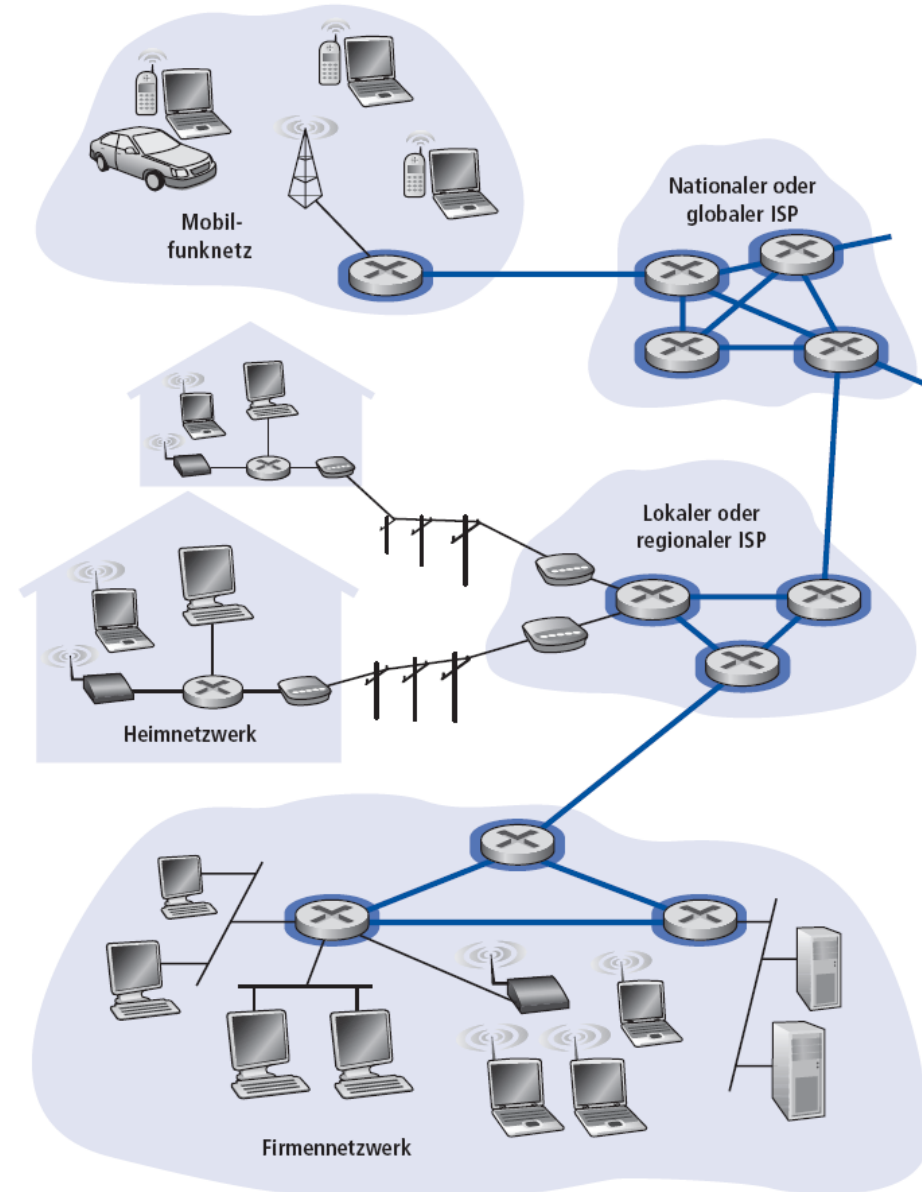 Nationaler oder
globaler ISP
Mobil-
funknetz
Lokaler oder
regionaler ISP
Heimnetzwerk
Firmennetzwerk